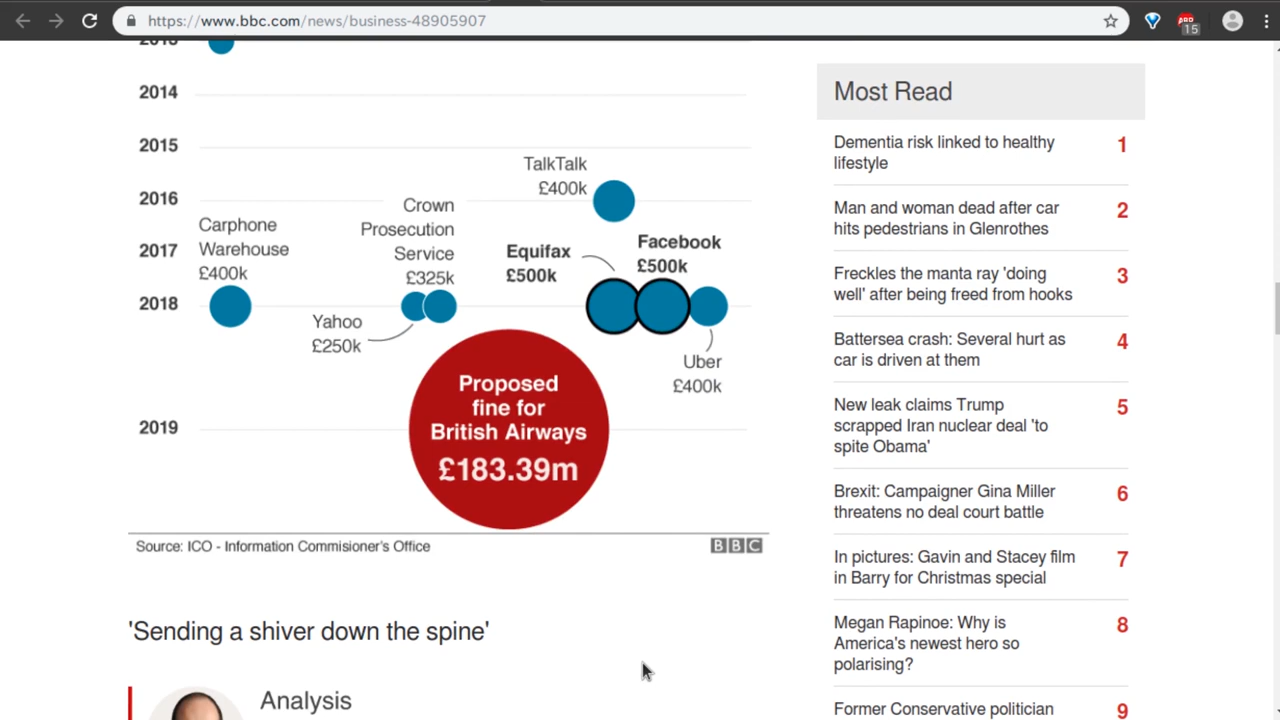 https://www.bbc.com/news/business-48905907
15
2014
2015
TalkTalk
£400k
2016
Crown
Prosecution
Service
£325k
Carphone
Warehouse
£400k
2017
Equifax
£500k
Facebook
£500k
2018
Yahoo
£250k
Uber
£400k
Proposed
fine for
British Airways
£183.39m
2019
Source: ICO - Information Commisioner's Office
BBC
'Sending a shiver down the spine'
Analysis
Most Read
Dementia risk linked to healthy
lifestyle
1
Man and woman dead after car
hits pedestrians in Glenrothes
2
Freckles the manta ray 'doing
well' after being freed from hooks
3
Battersea crash: Several hurt as
car is driven at them
4
New leak claims Trump
scrapped Iran nuclear deal 'to
spite Obama'
5
Brexit: Campaigner Gina Miller
threatens no deal court battle
6
In pictures: Gavin and Stacey film
in Barry for Christmas special
7
Megan Rapinoe: Why is
America's newest hero so
polarising?
8
Former Conservative politician
9